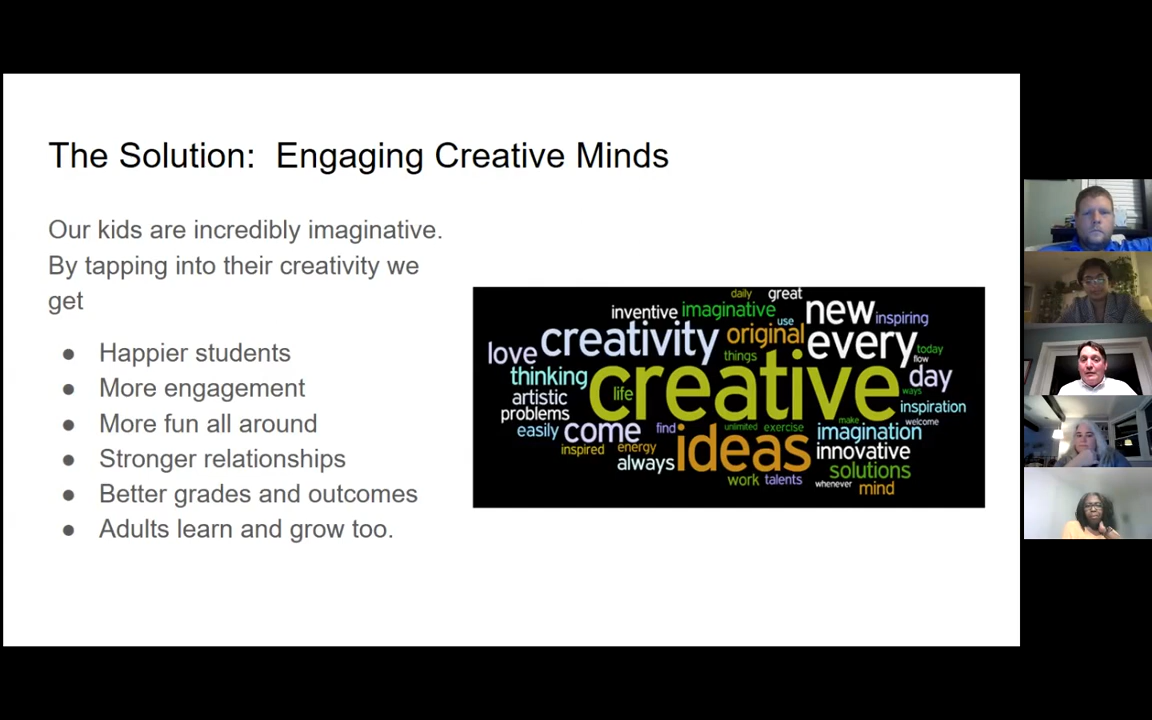 The Solution:  Engaging Creative Minds
Our kids are incredibly imaginative.
By tapping into their creativity we
get
● Happier students
● More engagement
● More fun all around
● Stronger relationships
● Better grades and outcomes
● Adults learn and grow too.
daily great
inventive imaginative use new inspiring
love creativity original every today
things flow
thinking life creative day
artistic ways
problems inspiration
easily come find unlimited exercise make welcome
inspired energy ideas imagination
always innovative
work talents solutions
whenever mind